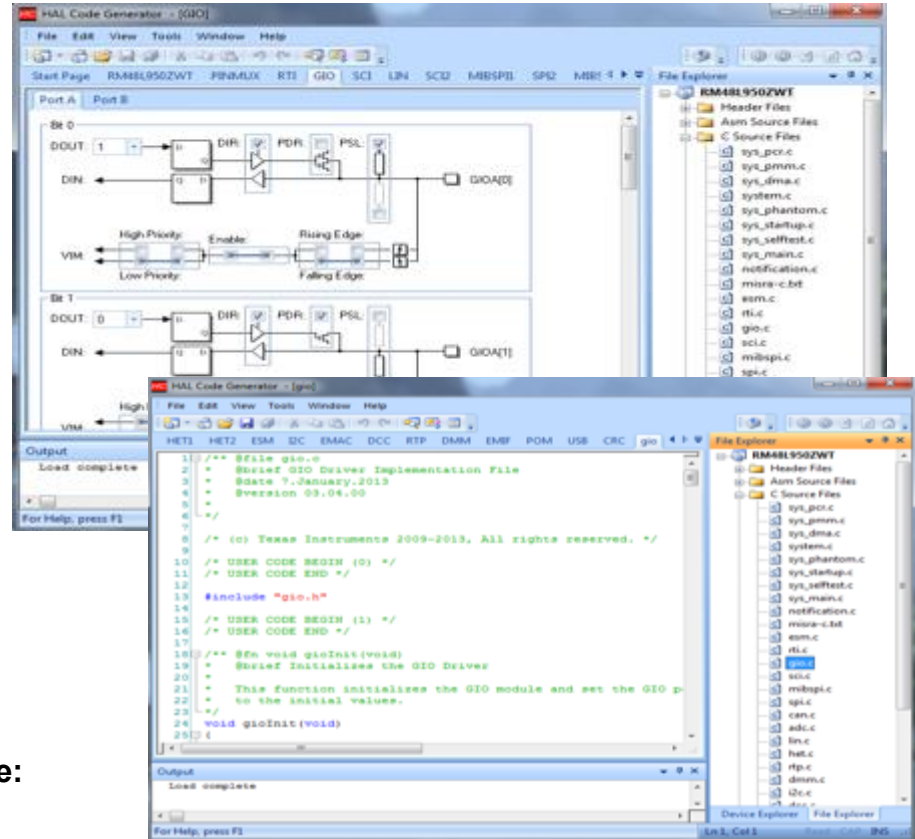 HAL Code Generator - [GIO]
File Edit View Tools Window Help
Start Page RM48L950ZWT PINMUX RTI GIO SCI LIN SCI2 MIBSPI1 SPI2
Port A Port B
Bit 0
DOUT: 1 D Q DIR: PDR: PSL:
DIN: Q D GIOA[0]
High Priority: Enable: Rising Edge:
VIM:
Low Priority: Falling Edge:
Bit 1
DOUT: 0 D Q DIR: PDR: PSL:
DIN: Q D GIOA[1]
VIM:
Output
Load complete
For Help, press F1
File Explorer
RM48L950ZWT
Header Files
Asm Source Files
C Source Files
sys_pcr.c
sys_pmm.c
sys_dma.c
system.c
sys_phantom.c
sys_startup.c
sys_selftest.c
sys_main.c
notification.c
misra-c.txt
esm.c
rti.c
gio.c
sci.c
mibspi.c
spi.c
HAL Code Generator - [gio]
File Edit View Tools Window Help
HET1 HET2 ESM I2C EMAC DCC RTP DMM EMIF POM USB CRC gio
1 /** @file gio.c
2 * @brief GIO Driver Implementation File
3 * @date 7.January.2013
4 * @version 03.04.00
5 *
6 */
7
8 /* (c) Texas Instruments 2009-2013, All rights reserved. */
9
10 /* USER CODE BEGIN (0) */
11 /* USER CODE END */
12
13 #include "gio.h"
14
15 /* USER CODE BEGIN (1) */
16 /* USER CODE END */
17
18 /** @fn void gioInit(void)
19 * @brief Initializes the GIO Driver
20 *
21 * This function initializes the GIO module and set the GIO p
22 * to the initial values.
23 */
24 void gioInit(void)
25 {
Output
Load complete
For Help, press F1
File Explorer
RM48L950ZWT
Header Files
Asm Source Files
C Source Files
sys_pcr.c
sys_pmm.c
sys_dma.c
system.c
sys_phantom.c
sys_startup.c
sys_selftest.c
sys_main.c
notification.c
misra-c.txt
esm.c
rti.c
gio.c
sci.c
mibspi.c
spi.c
can.c
adc.c
lin.c
het.c
rtp.c
dmm.c
i2c.c
dcc.c
Device Explorer File Explorer
Ln 1, Col 1 INS
e: